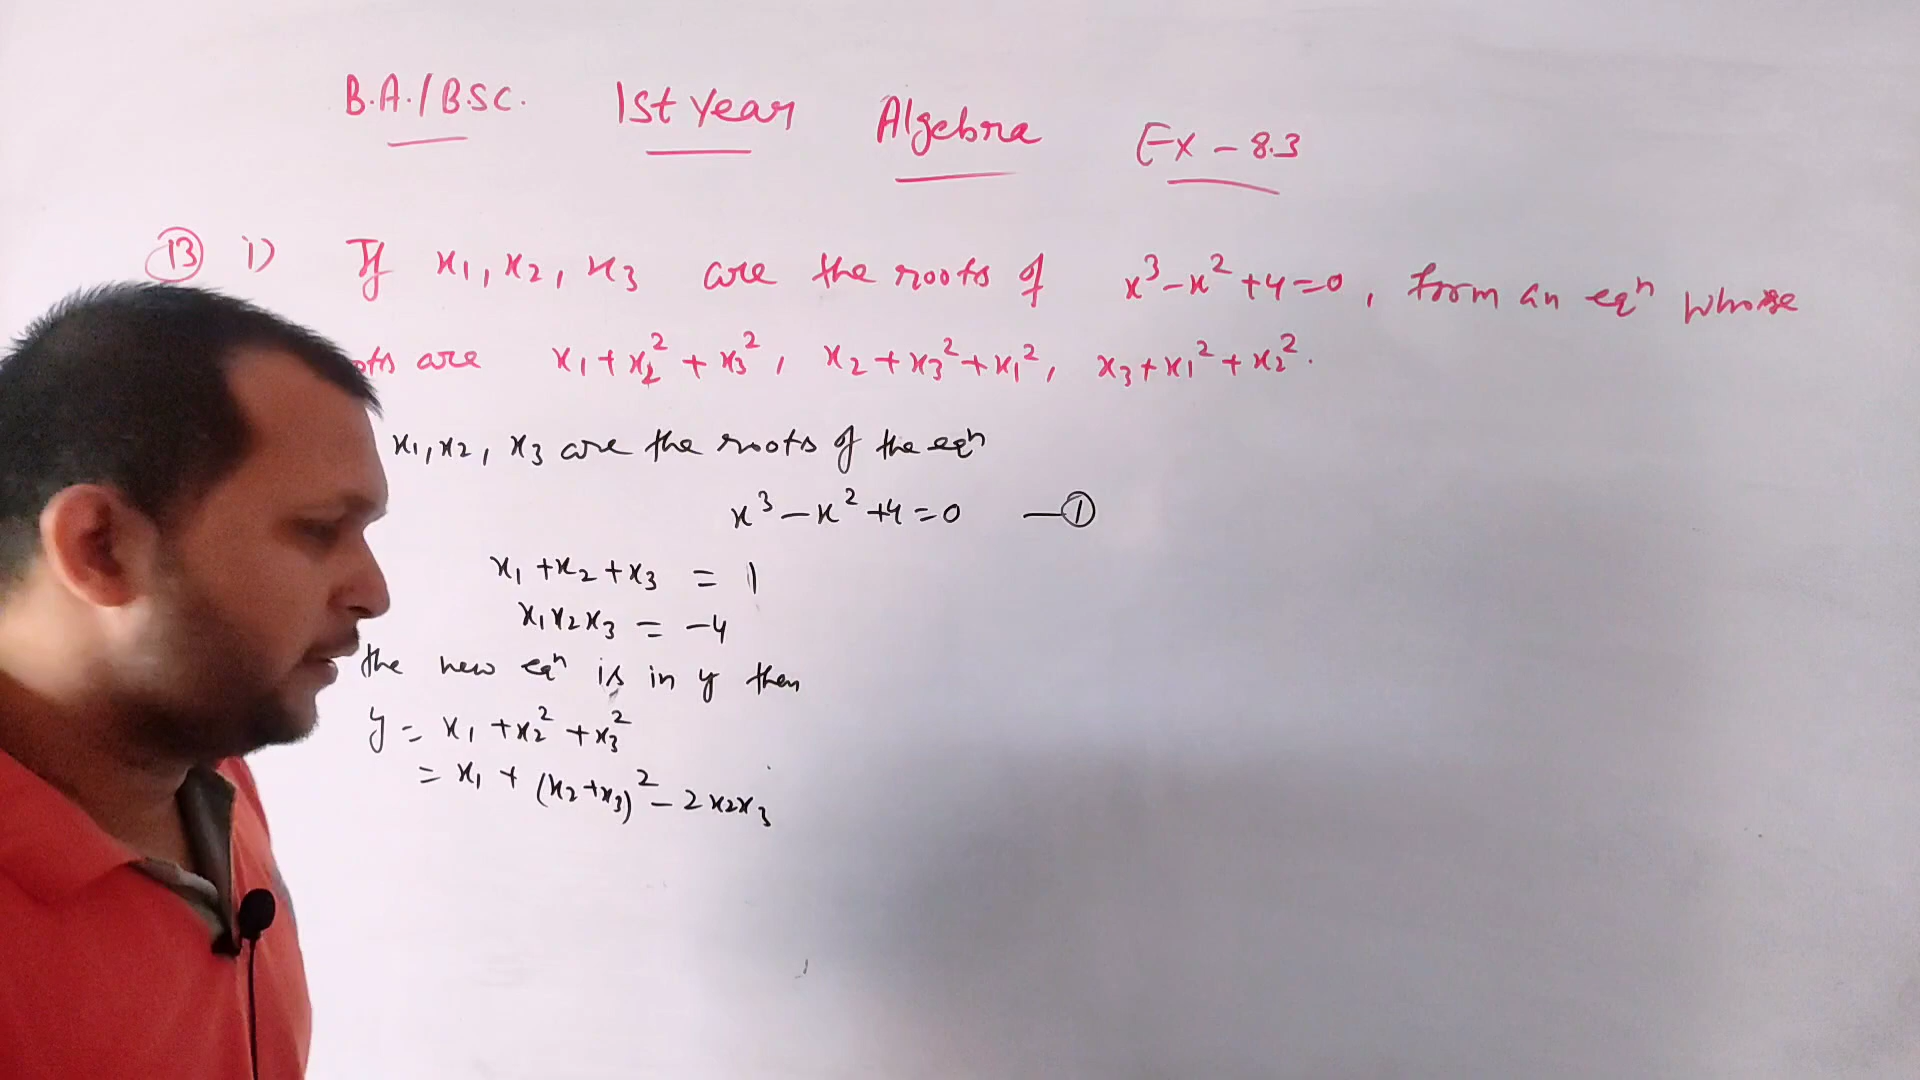 B.A./B.SC. 1st Year Algebra Ex - 8.3
13 i) If x₁, x₂, x₃ are the roots of x³-x²+4=0, form an eqⁿ whose
ots are x₁+x₂²+x₃², x₂+x₃²+x₁², x₃+x₁²+x₂².
x₁, x₂, x₃ are the roots of the eqⁿ
x³-x²+4=0 —①
x₁+x₂+x₃ = 1
x₁x₂x₃ = -4
the new eqⁿ is in y then
y = x₁+x₂²+x₃²
= x₁+(x₂+x₃)²-2x₂x₃